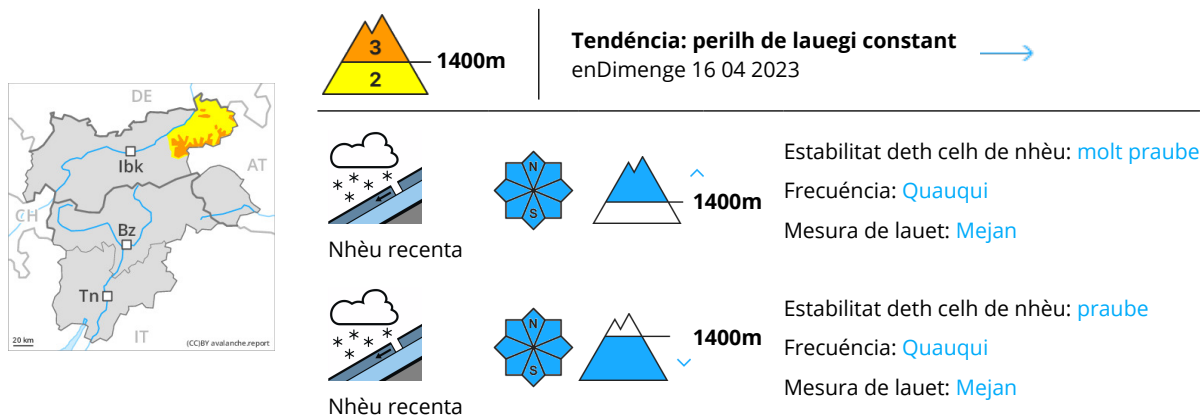 3
2
1400m
Tendéncia: perilh de lauegi constant
enDimenge 16 04 2023
DE
AT
CH
IT
Ibk
Bz
Tn
20 km
(CC)BY avalanche.report
Nhèu recenta
N
S
1400m
Estabilitat deth celh de nhèu: molt praube
Frecuéncia: Quauqui
Mesura de lauet: Mejan
Nhèu recenta
N
S
1400m
Estabilitat deth celh de nhèu: praube
Frecuéncia: Quauqui
Mesura de lauet: Mejan